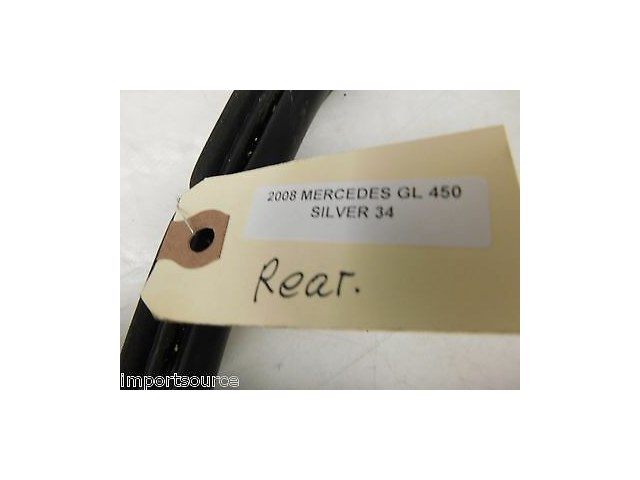 2008 MERCEDES GL 450
SILVER 34
Rear.
importsource